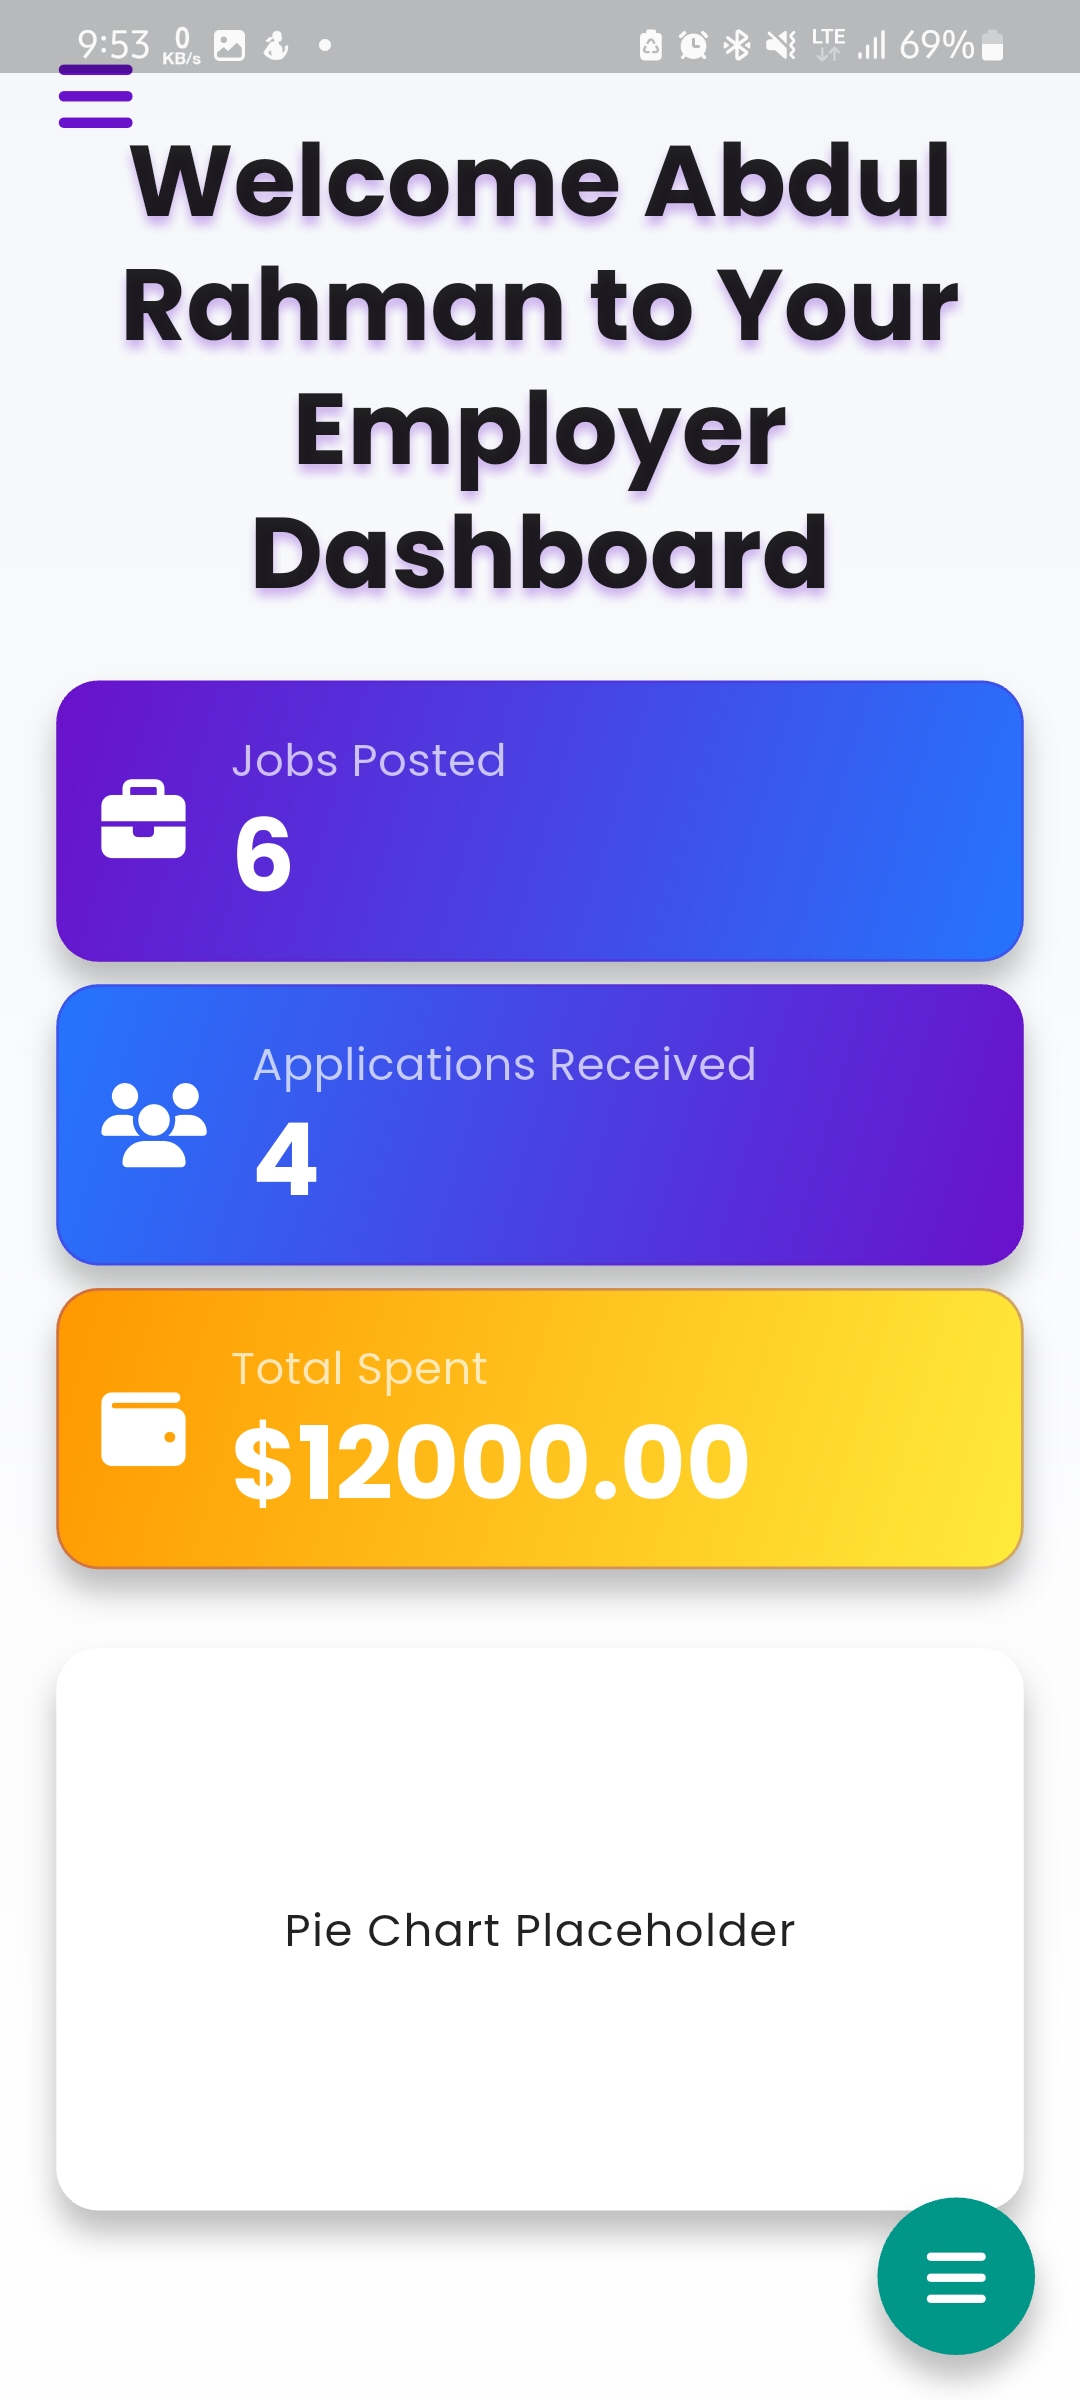 9:53 0 KB/s LTE 69%
Welcome Abdul
Rahman to Your
Employer
Dashboard
Jobs Posted
6
Applications Received
4
Total Spent
$12000.00
Pie Chart Placeholder